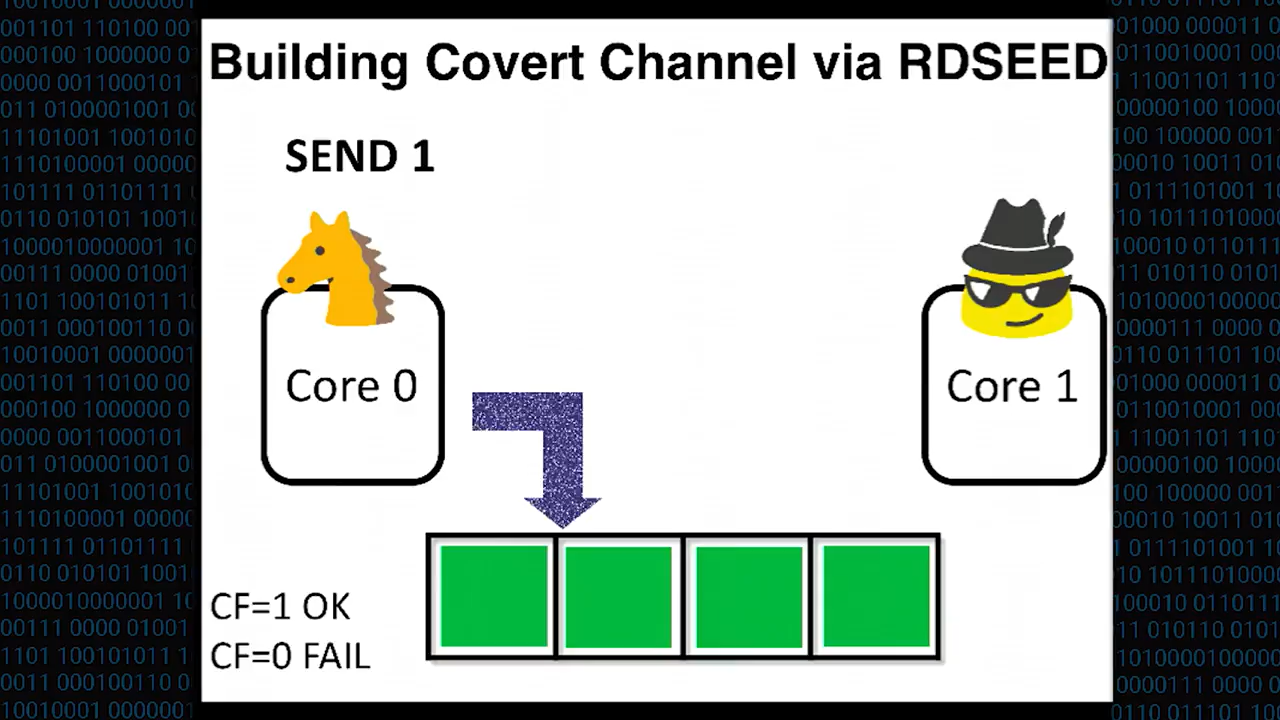 Building Covert Channel via RDSEED
SEND 1
Core 0
Core 1
CF=1 OK
CF=0 FAIL